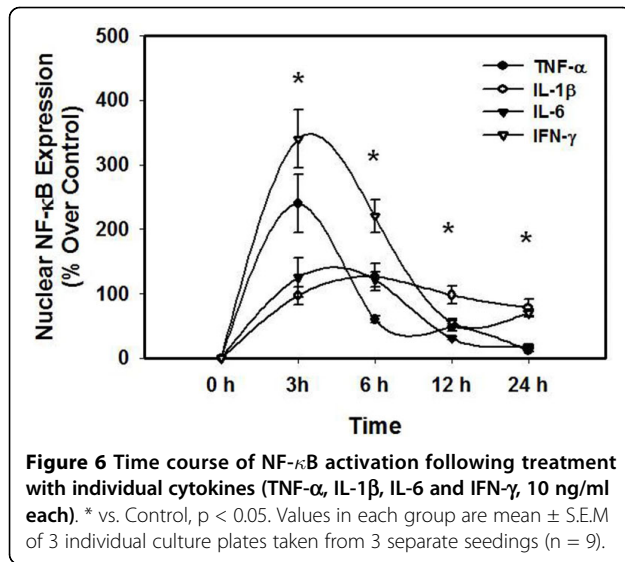 500
400
300
200
100
0
Nuclear NF-κB Expression
(% Over Control)
* * * *
TNF-α
IL-1β
IL-6
IFN-γ
0 h 3h 6 h 12 h 24 h
Time
Figure 6 Time course of NF-κB activation following treatment
with individual cytokines (TNF-α, IL-1β, IL-6 and IFN-γ, 10 ng/ml
each). * vs. Control, p < 0.05. Values in each group are mean ± S.E.M
of 3 individual culture plates taken from 3 separate seedings (n = 9).